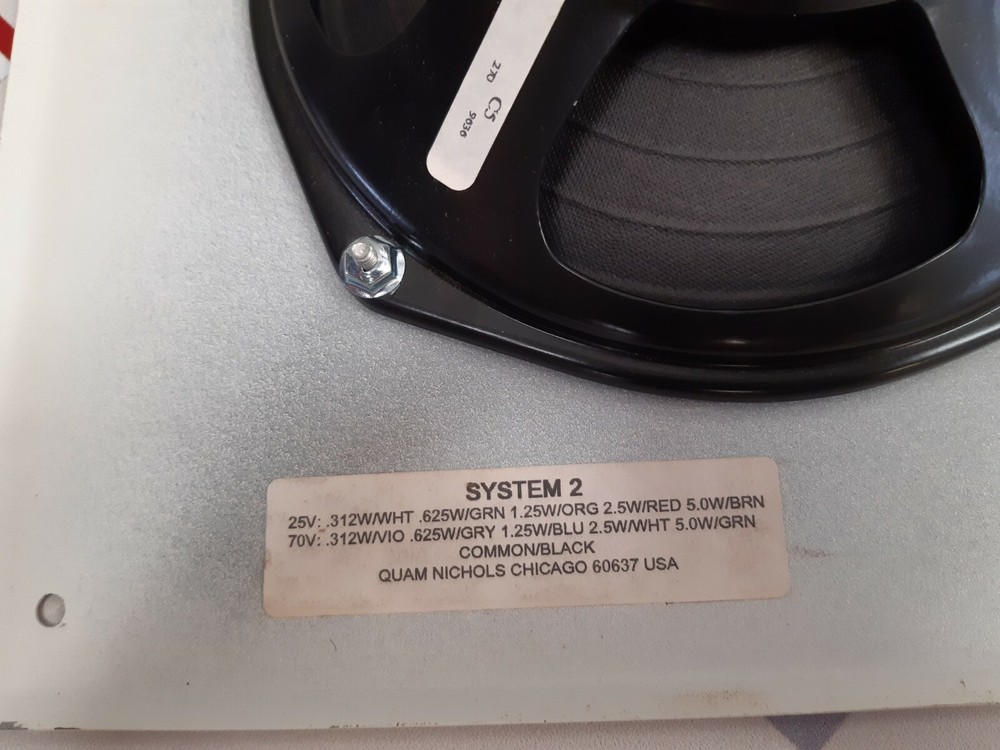 270 C5 9636
SYSTEM 2
25V: .312W/WHT .625W/GRN 1.25W/ORG 2.5W/RED 5.0W/BRN
70V: .312W/VIO .625W/GRY 1.25W/BLU 2.5W/WHT 5.0W/GRN
COMMON/BLACK
QUAM NICHOLS CHICAGO 60637 USA